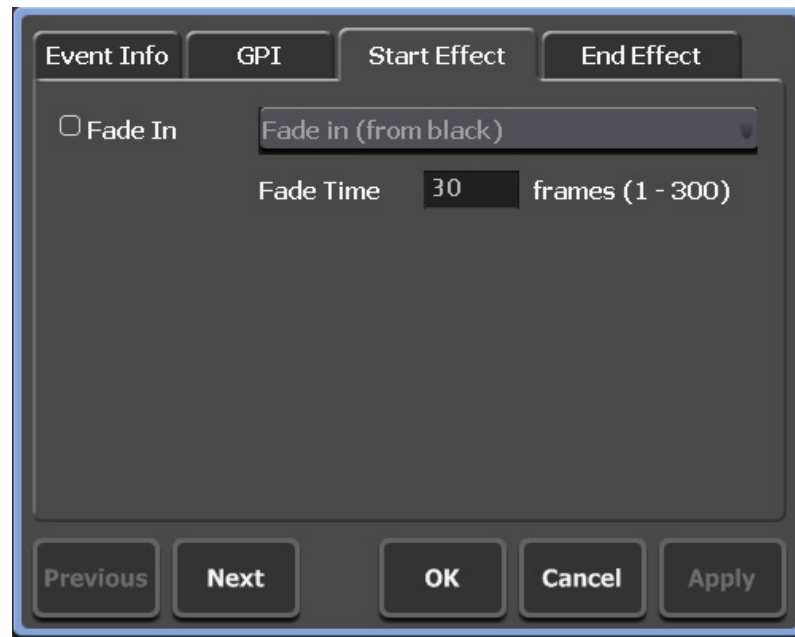 Event Info GPI Start Effect End Effect
Fade In Fade in (from black)
Fade Time 30 frames (1 - 300)
Previous Next OK Cancel Apply